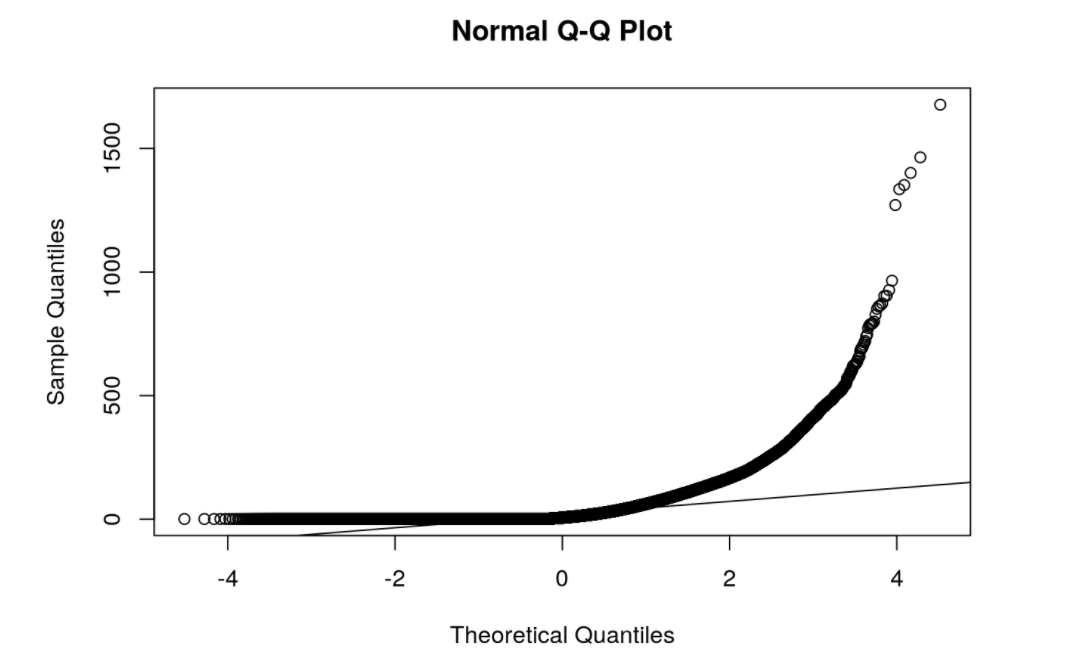 Normal Q-Q Plot
1500
1000
500
0
Sample Quantiles
-4 -2 0 2 4
Theoretical Quantiles